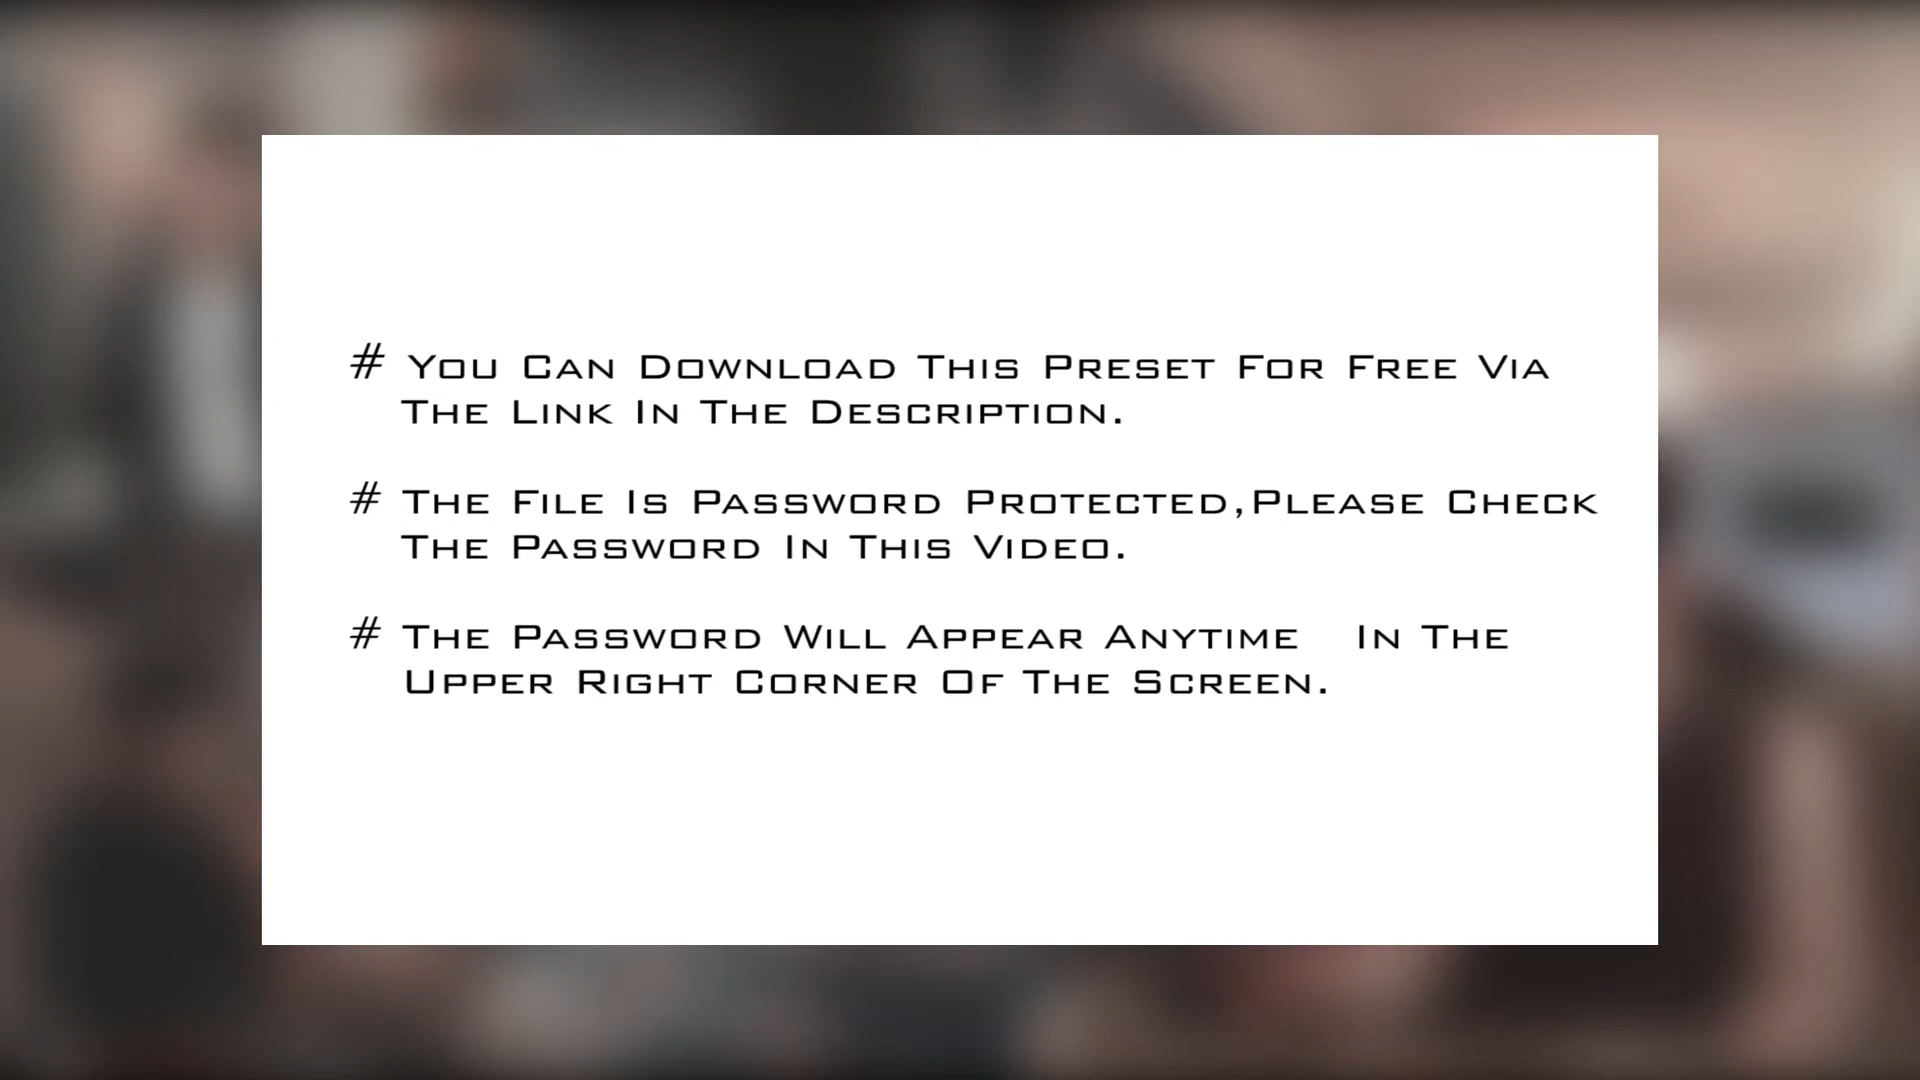 # You Can Download This Preset For Free Via
The Link In The Description.
# The File Is Password Protected,Please Check
The Password In This Video.
# The Password Will Appear Anytime In The
Upper Right Corner Of The Screen.